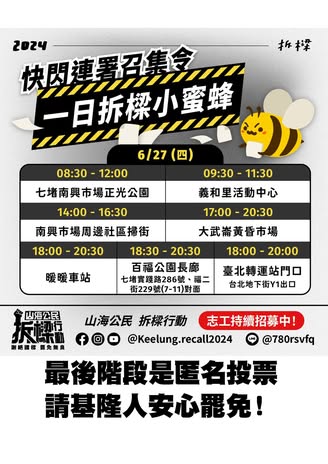 2024
拆樑
快閃連署召集令
一日拆樑小蜜蜂
6/27 (四)
08:30 - 12:00
09:30 - 11:30
七堵南興市場正光公園
義和里活動中心
14:00 - 16:30
17:00 - 20:30
南興市場周邊社區掃街
大武崙黃昏市場
18:00 - 20:30
18:30 - 20:30
18:00 - 20:00
暖暖車站
百福公園長廊
七堵實踐路286號、福二
街229號(7-11)對面
臺北轉運站門口
台北地下街Y1出口
山海公民
拆樑行動
山海公民 拆樑行動
志工持續招募中!
@Keelung.recall2024
@780rsvfq
最後階段是匿名投票
請基隆人安心罷免!